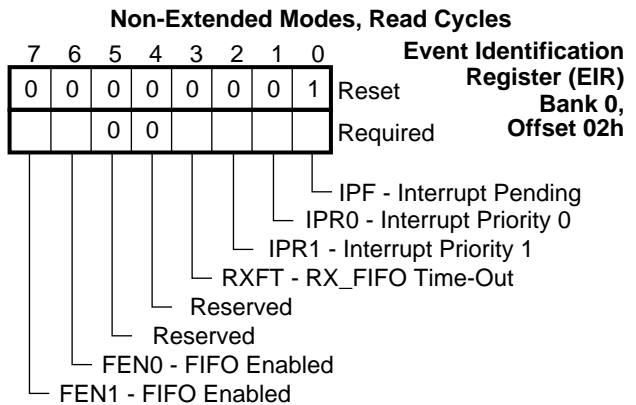 Non-Extended Modes, Read Cycles
7 6 5 4 3 2 1 0
Event Identification
Register (EIR)
Bank 0,
Offset 02h
0 0 0 0 0 0 0 1 Reset
0 0 Required
IPF - Interrupt Pending
IPR0 - Interrupt Priority 0
IPR1 - Interrupt Priority 1
RXFT - RX_FIFO Time-Out
Reserved
Reserved
FEN0 - FIFO Enabled
FEN1 - FIFO Enabled